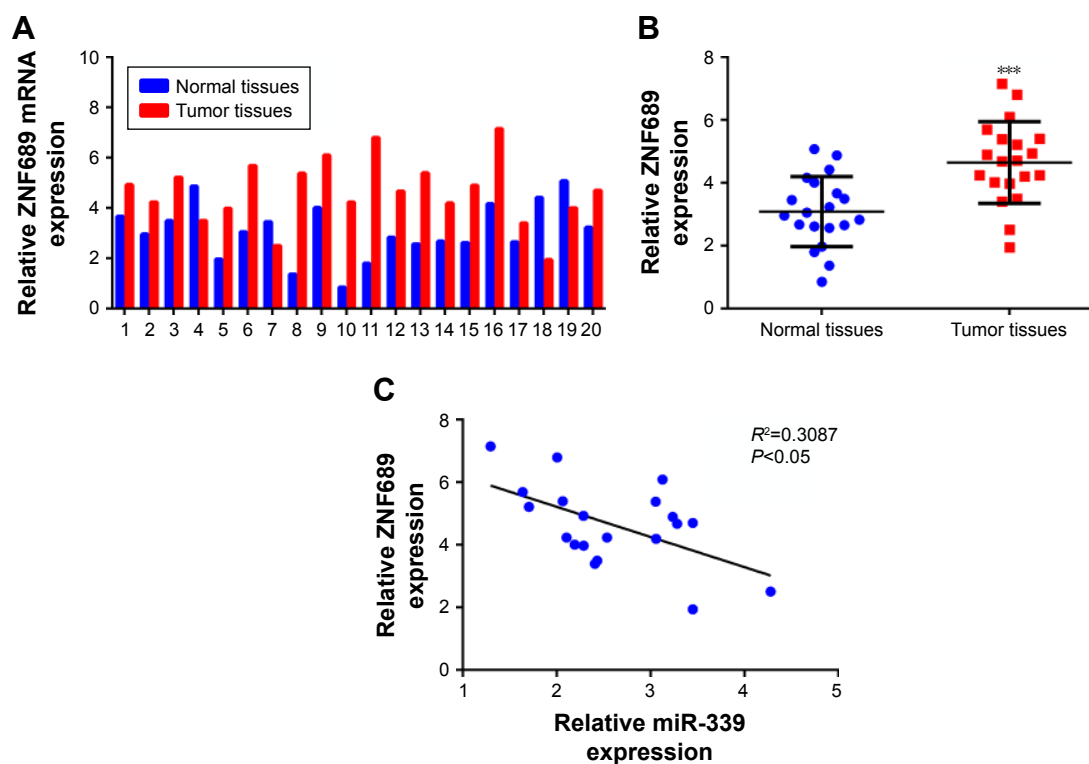 A
Relative ZNF689 mRNA
expression
10
8
6
4
2
0
Normal tissues
Tumor tissues
1 2 3 4 5 6 7 8 9 10 11 12 13 14 15 16 17 18 19 20
B
Relative ZNF689
expression
8
6
4
2
0
***
Normal tissues
Tumor tissues
C
Relative ZNF689
expression
8
6
4
2
0
R²=0.3087
P<0.05
1 2 3 4 5
Relative miR-339
expression